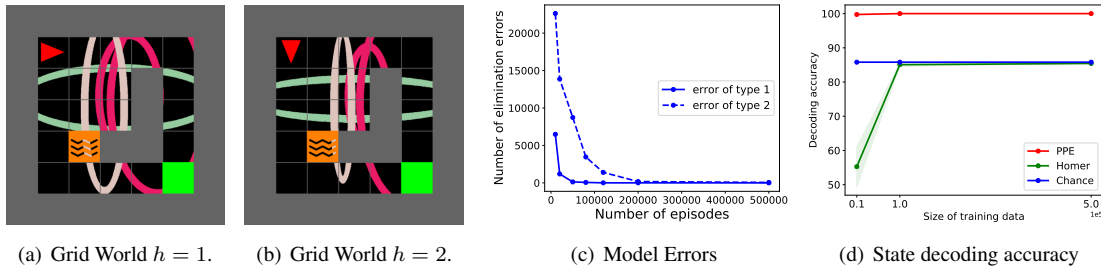 Number of elimination errors
20000
15000
10000
5000
0
error of type 1
error of type 2
0 100000 200000 300000 400000 500000
Number of episodes
Decoding accuracy
100
90
80
70
60
50
PPE
Homer
Chance
0.1 1.0 5.0
Size of training data 1e5
(a) Grid World h = 1.
(b) Grid World h = 2.
(c) Model Errors
(d) State decoding accuracy